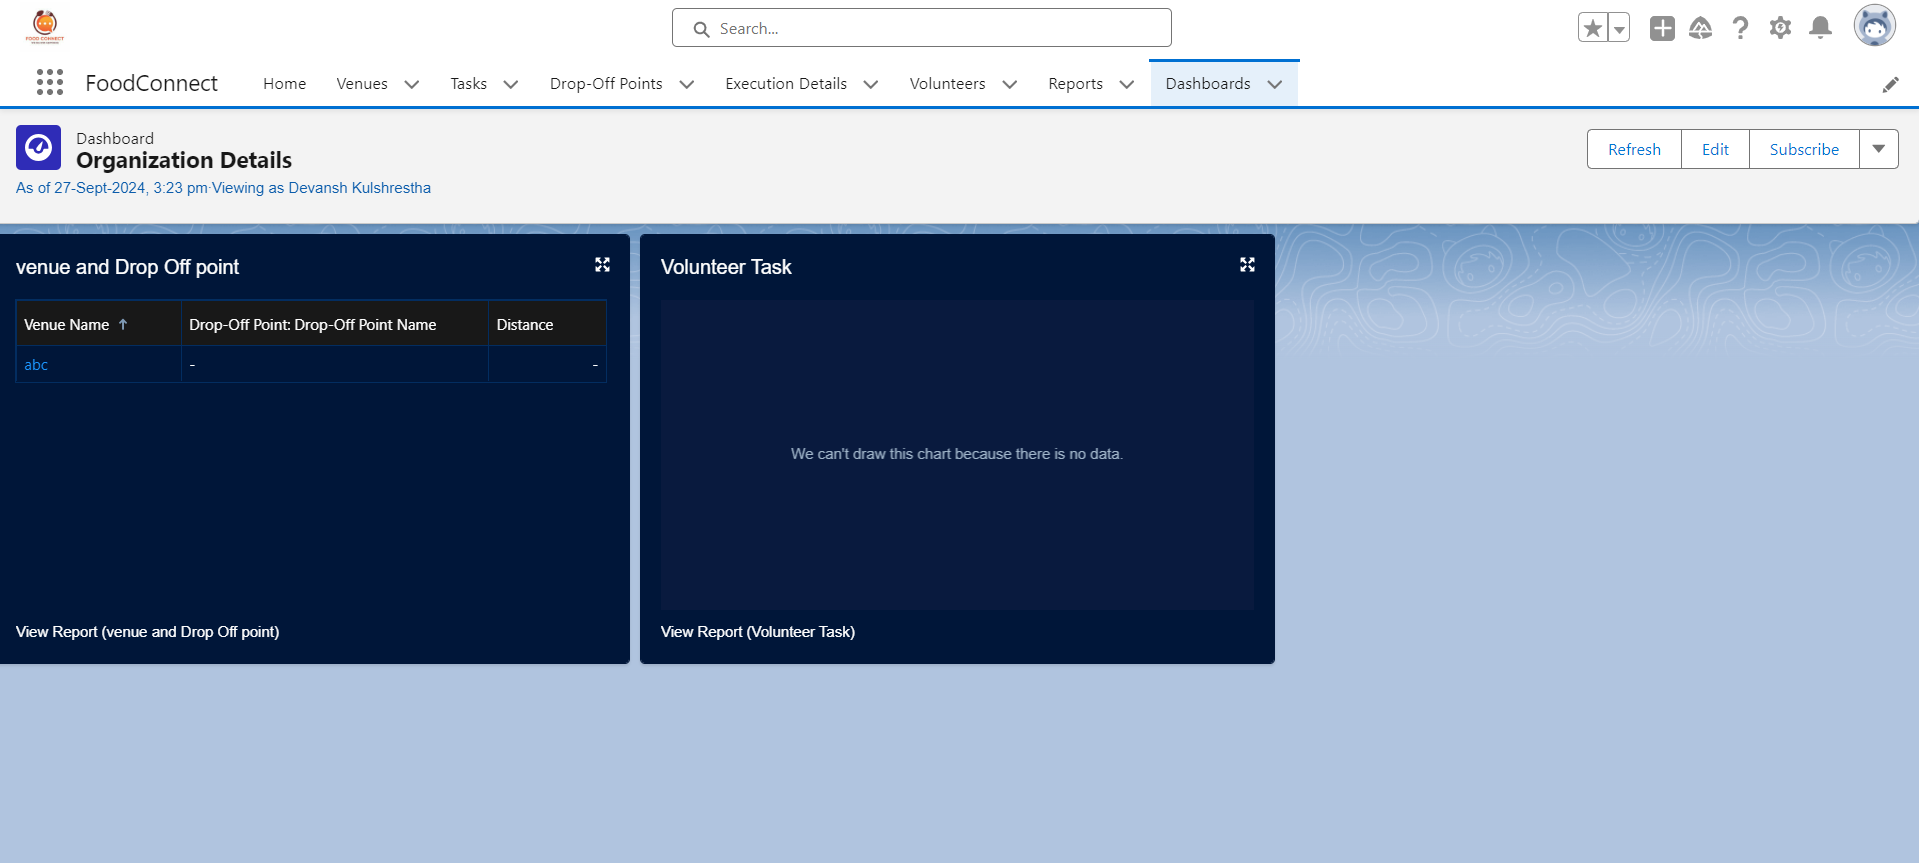 FOOD CONNECT
Search...
FoodConnect
Home
Venues
Tasks
Drop-Off Points
Execution Details
Volunteers
Reports
Dashboards
Dashboard
Organization Details
As of 27-Sept-2024, 3:23 pm·Viewing as Devansh Kulshrestha
Refresh
Edit
Subscribe
venue and Drop Off point
Venue Name ↑
Drop-Off Point: Drop-Off Point Name
Distance
abc
-
-
View Report (venue and Drop Off point)
Volunteer Task
We can't draw this chart because there is no data.
View Report (Volunteer Task)